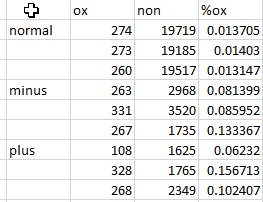 ox non %ox
normal 274 19719 0.013705
273 19185 0.01403
260 19517 0.013147
minus 263 2968 0.081399
331 3520 0.085952
267 1735 0.133367
plus 108 1625 0.06232
328 1765 0.156713
268 2349 0.102407